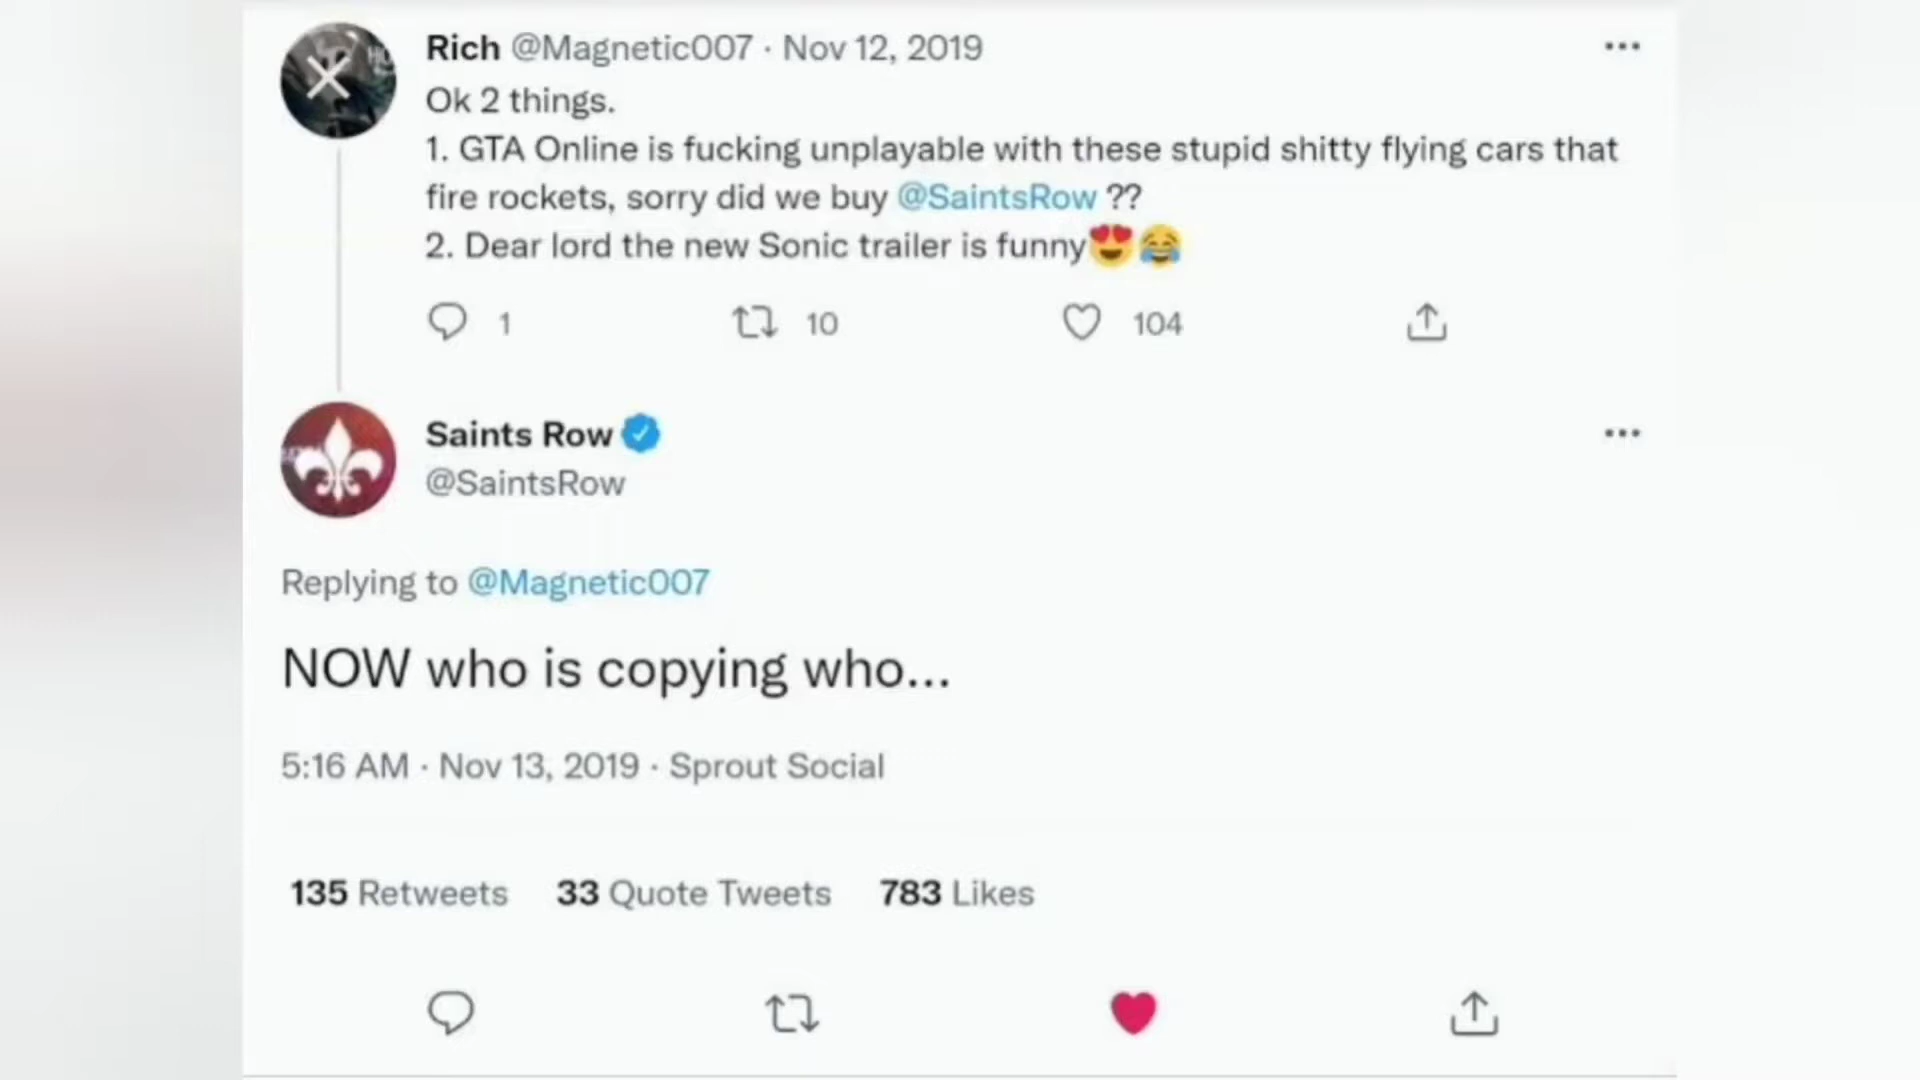 Rich @Magnetic007 · Nov 12, 2019
Ok 2 things.
1. GTA Online is fucking unplayable with these stupid shitty flying cars that
fire rockets, sorry did we buy @SaintsRow ??
2. Dear lord the new Sonic trailer is funny😍😂
1 10 104
Saints Row
@SaintsRow
Replying to @Magnetic007
NOW who is copying who...
5:16 AM · Nov 13, 2019 · Sprout Social
135 Retweets 33 Quote Tweets 783 Likes